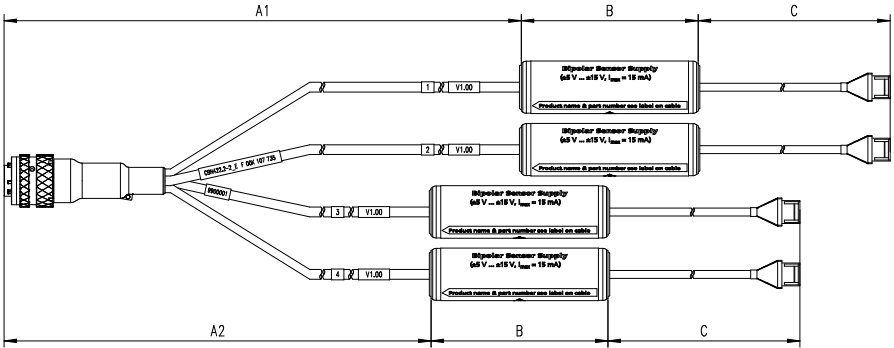 A1 B C
Bipolar Sensor Supply
(±5 V ... ±15 V, Imax = 15 mA)
Product name & part number see label on cable
1 V1.00
Bipolar Sensor Supply
(±5 V ... ±15 V, Imax = 15 mA)
Product name & part number see label on cable
2 V1.00
CBH422.2-2_E F 00K 107 735
9900001
Bipolar Sensor Supply
(±5 V ... ±15 V, Imax = 15 mA)
Product name & part number see label on cable
3 V1.00
Bipolar Sensor Supply
(±5 V ... ±15 V, Imax = 15 mA)
Product name & part number see label on cable
4 V1.00
A2 B C